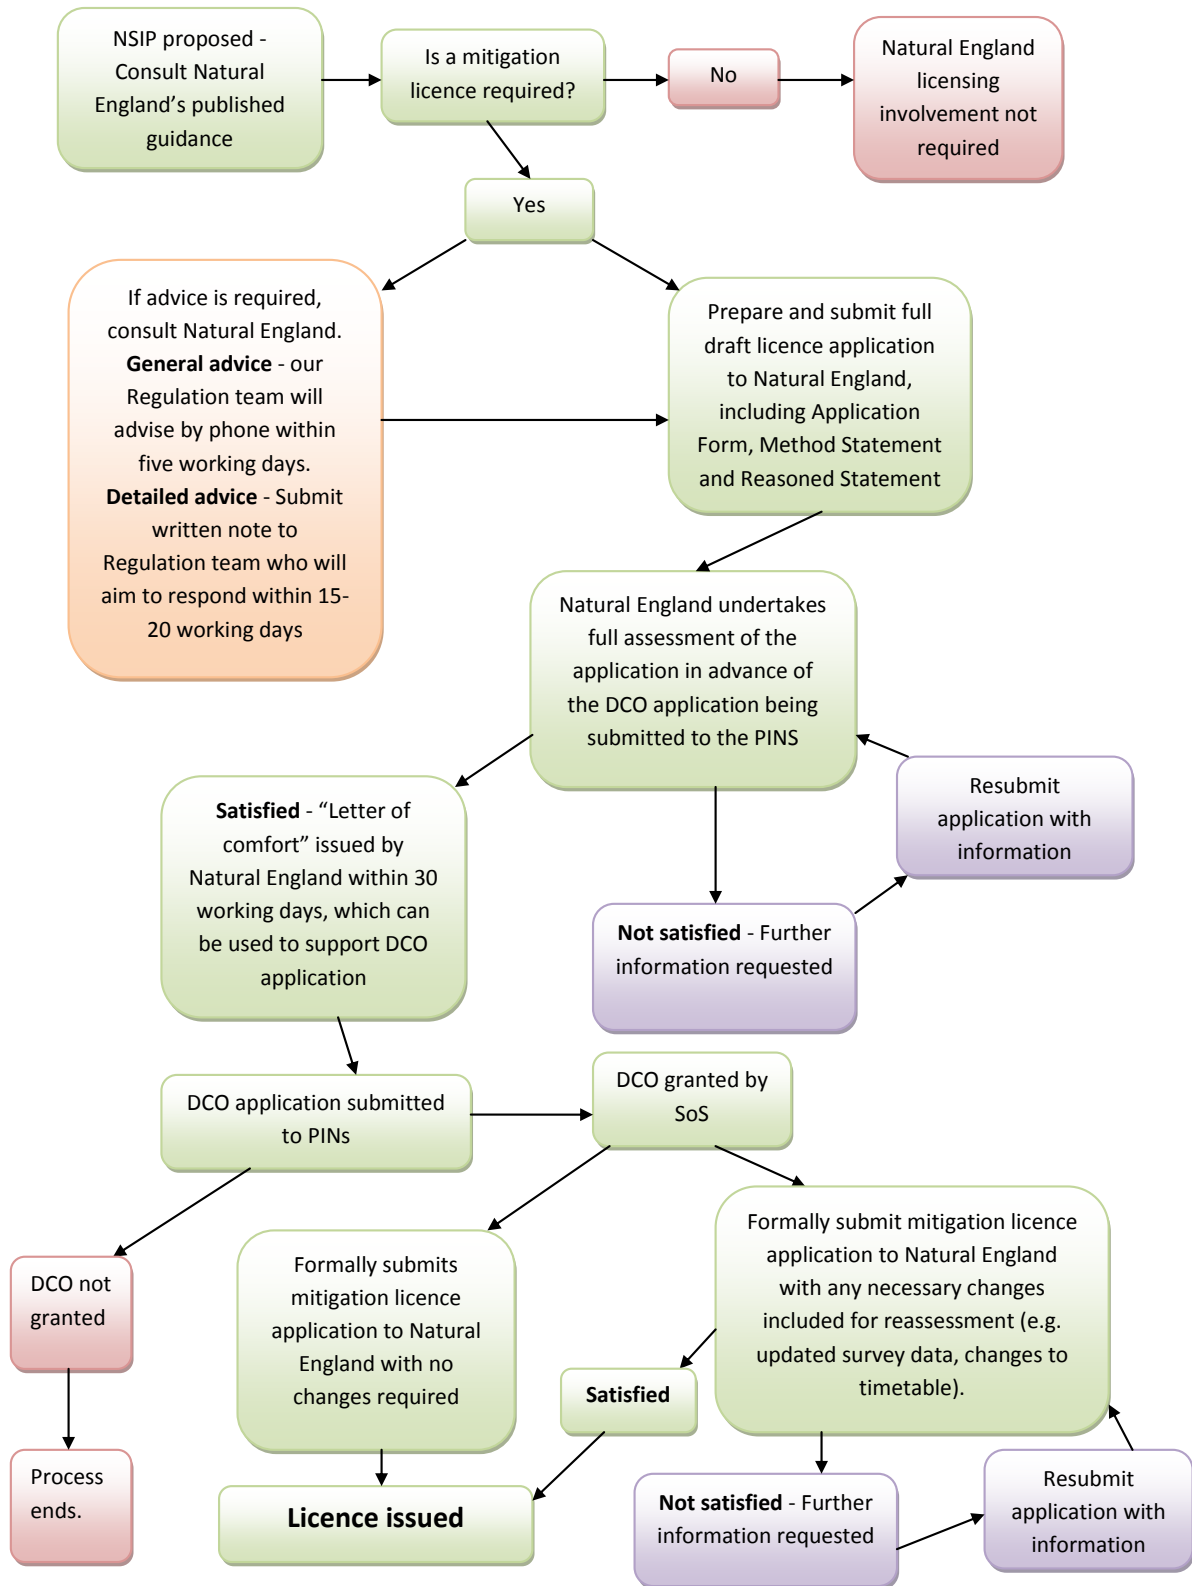 NSIP proposed -
Consult Natural
England’s published
guidance
Is a mitigation
licence required?
No
Natural England
licensing
involvement not
required
Yes
If advice is required,
consult Natural England.
General advice - our
Regulation team will
advise by phone within
five working days.
Detailed advice - Submit
written note to
Regulation team who will
aim to respond within 15-
20 working days
Prepare and submit full
draft licence application
to Natural England,
including Application
Form, Method Statement
and Reasoned Statement
Natural England undertakes
full assessment of the
application in advance of
the DCO application being
submitted to the PINS
Resubmit
application with
information
Satisfied - “Letter of
comfort” issued by
Natural England within 30
working days, which can
be used to support DCO
application
Not satisfied - Further
information requested
DCO application submitted
to PINs
DCO granted by
SoS
Formally submit mitigation licence
application to Natural England
with any necessary changes
included for reassessment (e.g.
updated survey data, changes to
timetable).
DCO not
granted
Formally submits
mitigation licence
application to Natural
England with no
changes required
Satisfied
Process
ends.
Licence issued
Not satisfied - Further
information requested
Resubmit
application with
information